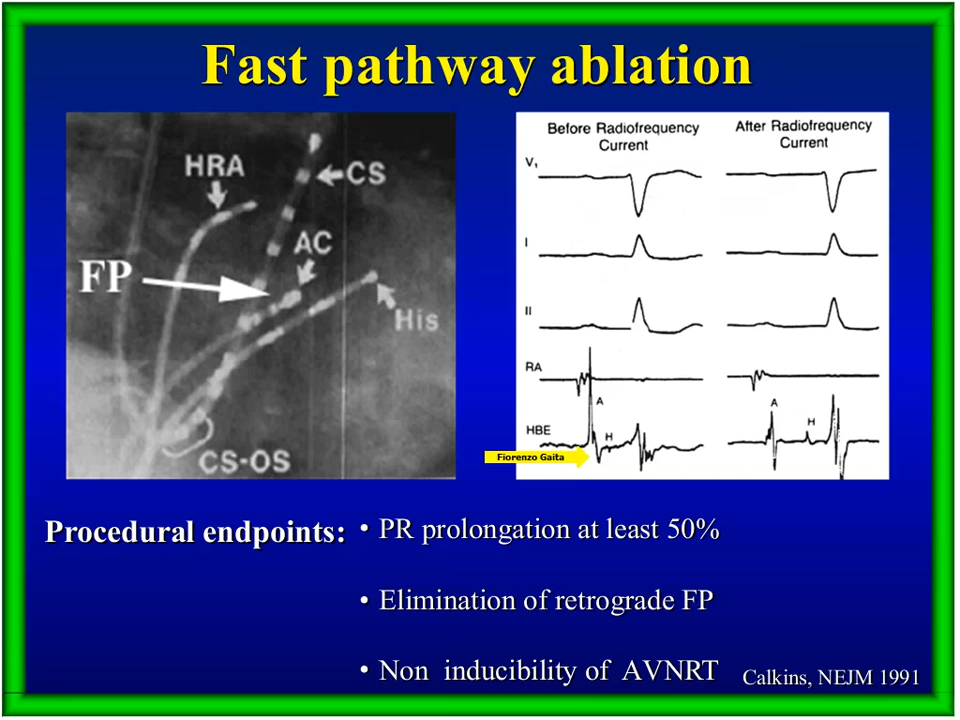 Fast pathway ablation
HRA
CS
AC
FP
His
CS-OS
Before Radiofrequency
Current
After Radiofrequency
Current
V1
I
II
RA
A
H
HBE
A
H
Fiorenzo Gaita
Procedural endpoints:
• PR prolongation at least 50%
• Elimination of retrograde FP
• Non inducibility of AVNRT
Calkins, NEJM 1991